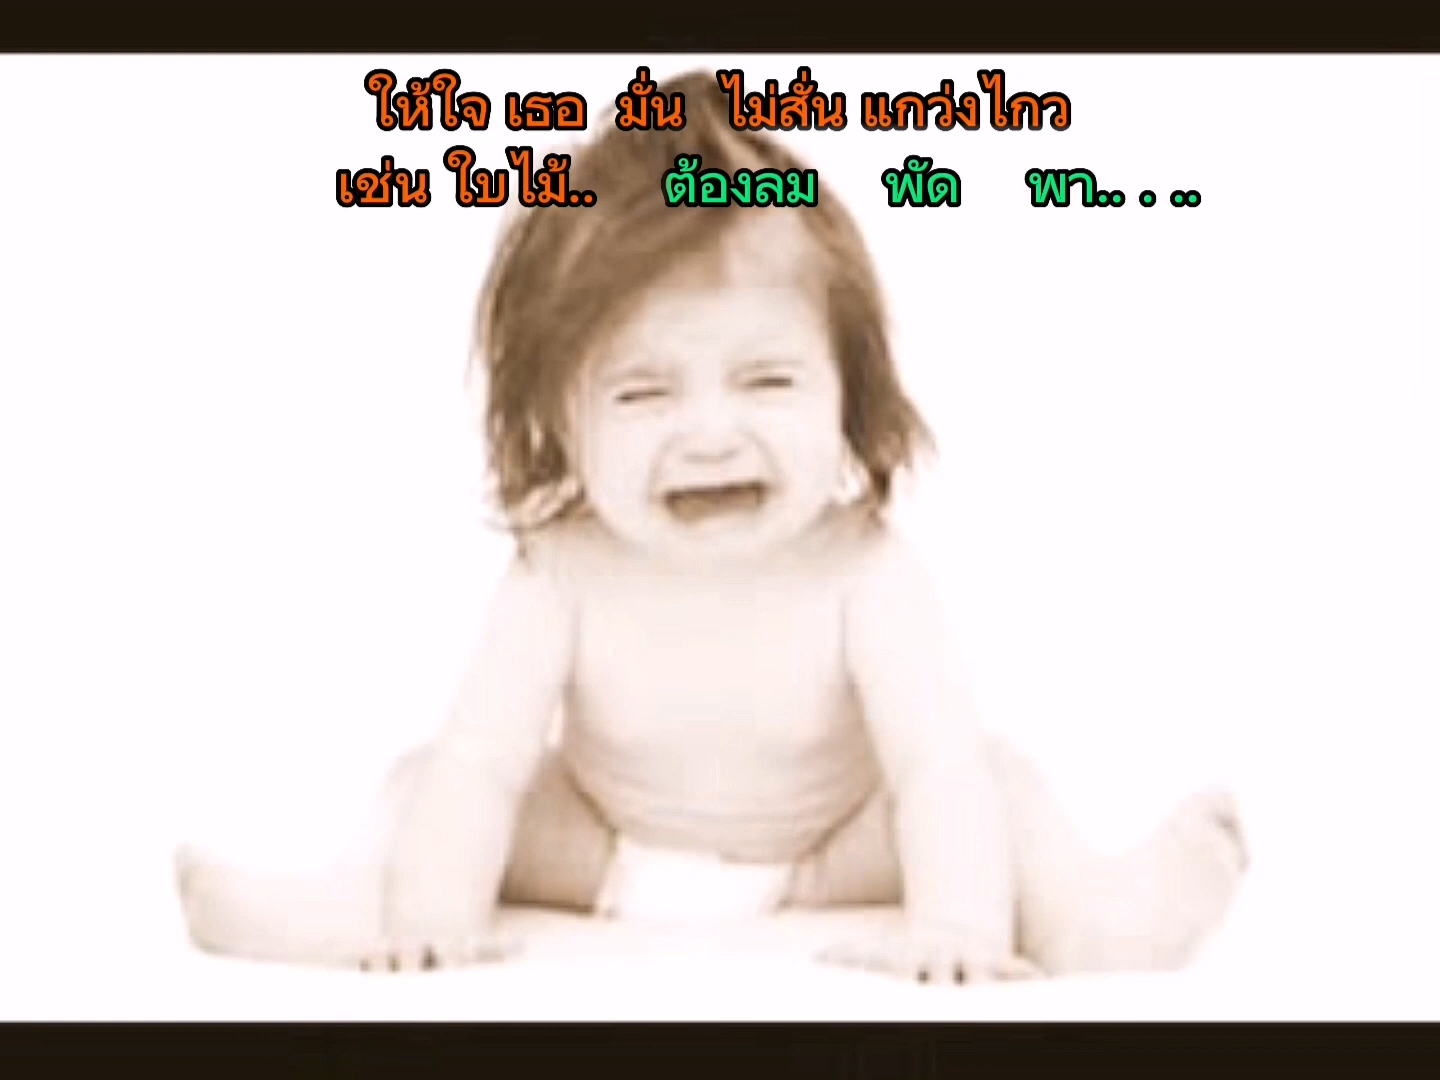 ให้ใจ เธอ มั่น ไม่สั่น แกว่งไกว
เช่น ใบไม้.. ต้องลม พัด พา.. . ..